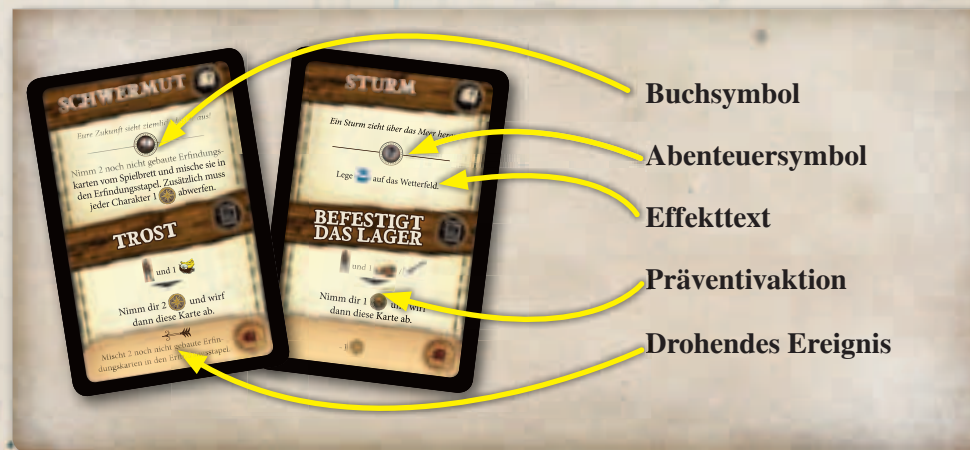 SCHWERMUT
Eure Zukunft sieht ziemlich aus!
Nimm 2 noch nicht gebaute Erfindungs-
karten vom Spielbrett und mische sie in
den Erfindungsstapel. Zusätzlich muss
jeder Charakter 1 abwerfen.
TROST
und 1
Nimm dir 2 und wirf
dann diese Karte ab.
Mischt 2 noch nicht gebaute Erfin-
dungskarten in den Erfindungsstapel.
STURM
Ein Sturm zieht über das Meer
Lege auf das Wetterfeld.
BEFESTIGT
DAS LAGER
und 1
Nimm dir 1 und wirf
dann diese Karte ab.
Buchsymbol
Abenteuersymbol
Effekttext
Präventivaktion
Drohendes Ereignis